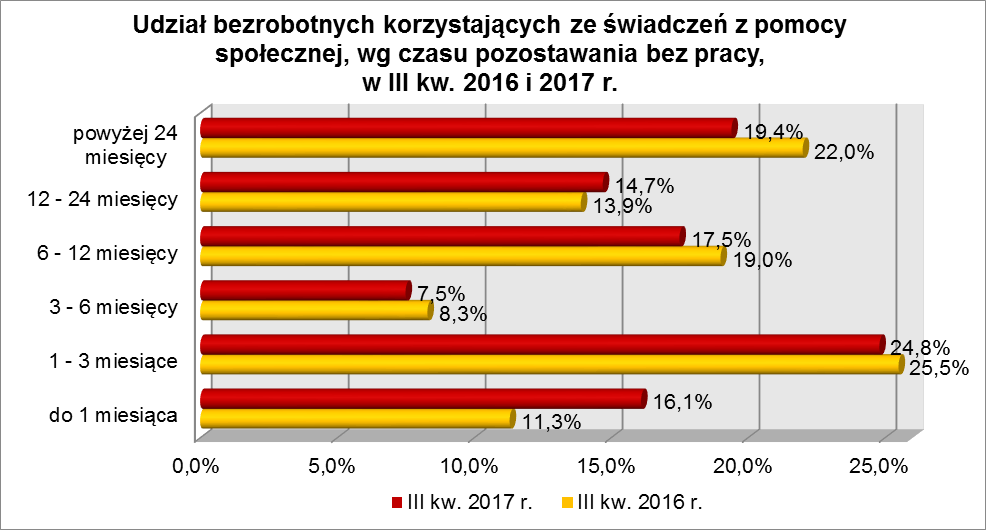 Udział bezrobotnych korzystających ze świadczeń z pomocy
społecznej, wg czasu pozostawania bez pracy,
w III kw. 2016 i 2017 r.
powyżej 24
miesięcy
19,4%
22,0%
12 - 24 miesięcy
14,7%
13,9%
6 - 12 miesięcy
17,5%
19,0%
3 - 6 miesięcy
7,5%
8,3%
1 - 3 miesiące
24,8%
25,5%
do 1 miesiąca
16,1%
11,3%
0,0% 5,0% 10,0% 15,0% 20,0% 25,0%
III kw. 2017 r. III kw. 2016 r.